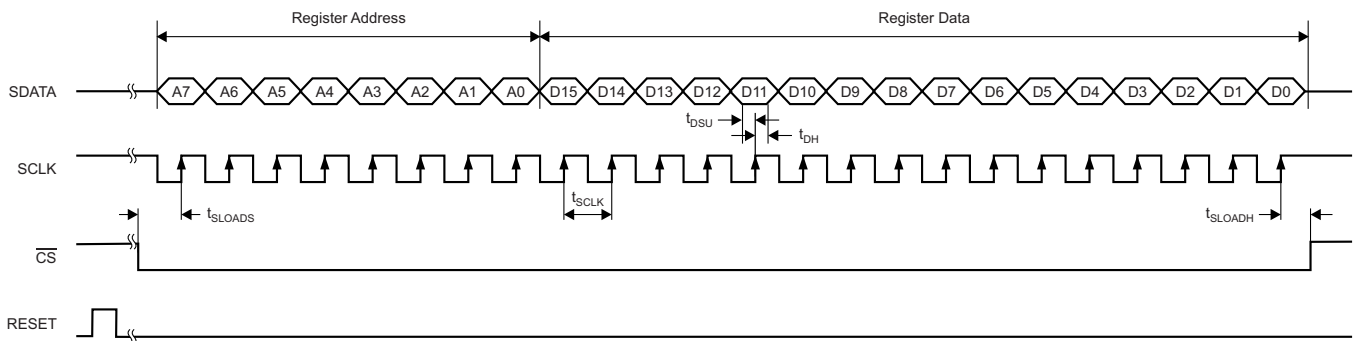 Register Address Register Data
SDATA A7 A6 A5 A4 A3 A2 A1 A0 D15 D14 D13 D12 D11 D10 D9 D8 D7 D6 D5 D4 D3 D2 D1 D0
tDSU tDH
SCLK
tSLOADS tSCLK tSLOADH
CS
RESET